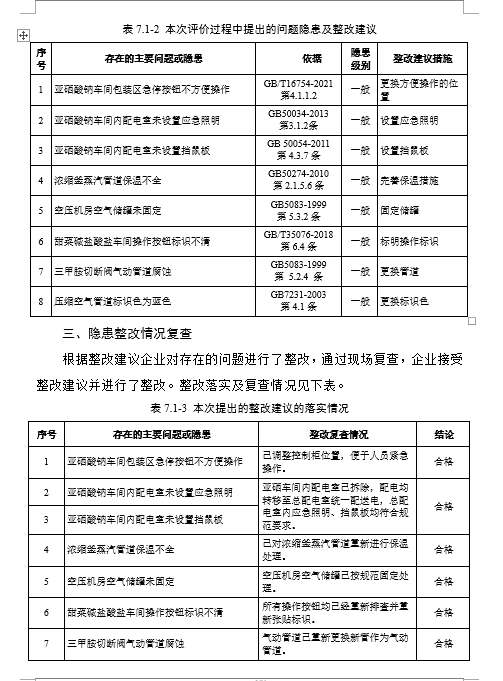 表 7.1-2 本次评价过程中提出的问题隐患及整改建议
序号 存在的主要问题或隐患 依据 隐患级别 整改建议措施
1 亚硒酸钠车间包装区急停按钮不方便操作 GB/T16754-2021 第4.1.1.2 一般 更换方便操作的位置
2 亚硒酸钠车间内配电室未设置应急照明 GB50034-2013 第3.1.2条 一般 设置应急照明
3 亚硒酸钠车间内配电室未设置挡鼠板 GB 50054-2011 第 4.3.7 条 一般 设置挡鼠板
4 浓缩釜蒸汽管道保温不全 GB50274-2010 第 2.1.5.6 条 一般 完善保温措施
5 空压机房空气储罐未固定 GB5083-1999 第 5.3.2 条 一般 固定储罐
6 甜菜碱盐酸盐车间操作按钮标识不清 GB/T35076-2018 第 6.4 条 一般 标明操作标识
7 三甲胺切断阀气动管道腐蚀 GB5083-1999 第 5.2.4 条 一般 更换管道
8 压缩空气管道标识色为蓝色 GB7231-2003 第 4.1 条 一般 更换标识色
三、隐患整改情况复查
根据整改建议企业对存在的问题进行了整改，通过现场复查，企业接受
整改建议并进行了整改。整改落实及复查情况见下表。
表 7.1-3 本次提出的整改建议的落实情况
序号 存在的主要问题或隐患 整改复查情况 结论
1 亚硒酸钠车间包装区急停按钮不方便操作 已调整控制柜位置，便于人员紧急操作。 合格
2 亚硒酸钠车间内配电室未设置应急照明 亚硒车间内配电室已拆除，配电均转移至总配电室统一配送电，总配电室内应急照明、挡鼠板均符合规范要求。 合格
3 亚硒酸钠车间内配电室未设置挡鼠板
4 浓缩釜蒸汽管道保温不全 已对浓缩釜蒸汽管道重新进行保温处理。 合格
5 空压机房空气储罐未固定 空压机房空气储罐已按规范固定处理。 合格
6 甜菜碱盐酸盐车间操作按钮标识不清 所有操作按钮均已经重新排查并重新张贴标识。 合格
7 三甲胺切断阀气动管道腐蚀 气动管道已重新更换新管作为气动管道。 合格